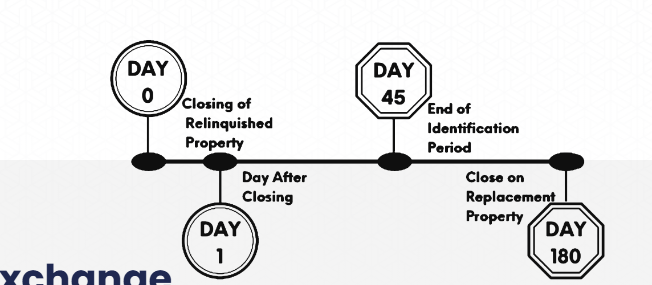 DAY
0
Closing of
Relinquished
Property
DAY
45
End of
Identification
Period
Day After
Closing
DAY
1
Close on
Replacement
Property
DAY
180
xchange